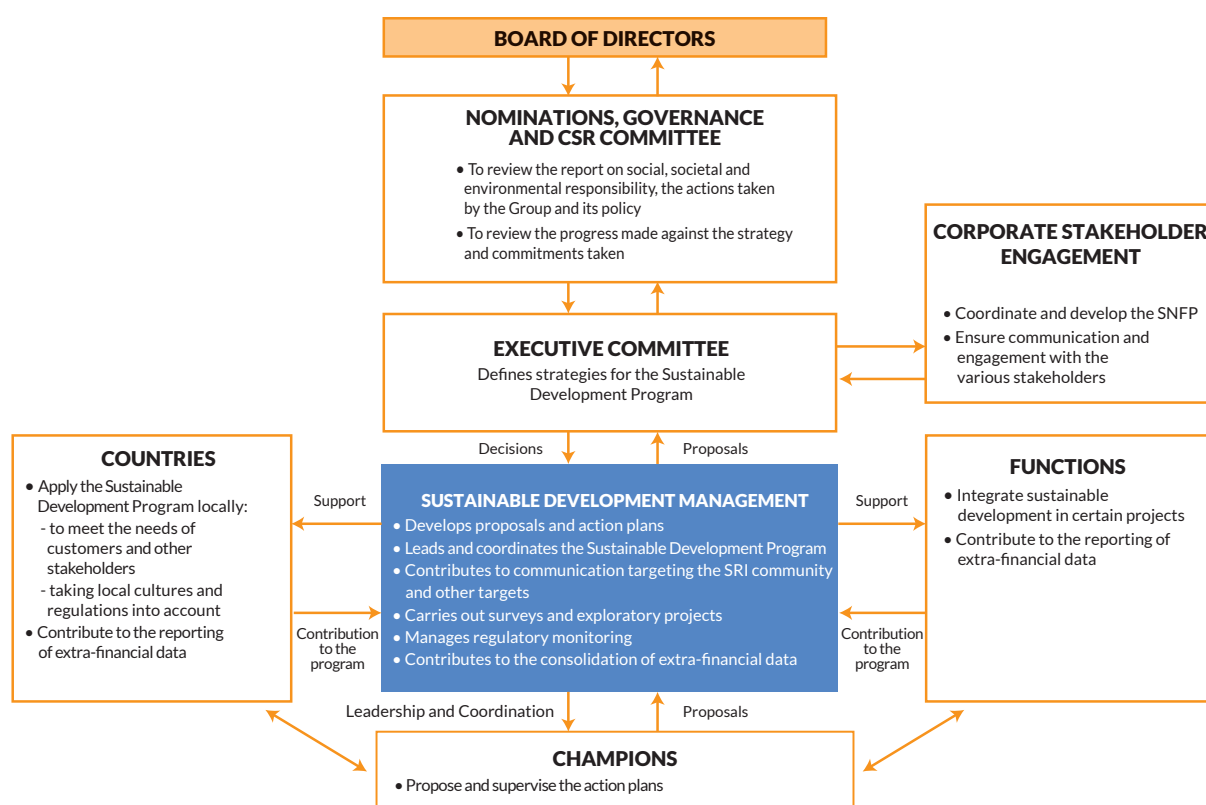 BOARD OF DIRECTORS
NOMINATIONS, GOVERNANCE
AND CSR COMMITTEE
• To review the report on social, societal and
environmental responsibility, the actions taken
by the Group and its policy
• To review the progress made against the strategy
and commitments taken
CORPORATE STAKEHOLDER
ENGAGEMENT
• Coordinate and develop the SNFP
• Ensure communication and
engagement with the
various stakeholders
EXECUTIVE COMMITTEE
Defines strategies for the Sustainable
Development Program
Decisions
Proposals
COUNTRIES
• Apply the Sustainable
Development Program locally:
- to meet the needs of
customers and other
stakeholders
- taking local cultures and
regulations into account
• Contribute to the reporting
of extra-financial data
Support
Contribution
to the
program
SUSTAINABLE DEVELOPMENT MANAGEMENT
• Develops proposals and action plans
• Leads and coordinates the Sustainable Development Program
• Contributes to communication targeting the SRI community
and other targets
• Carries out surveys and exploratory projects
• Manages regulatory monitoring
• Contributes to the consolidation of extra-financial data
Support
Contribution
to the
program
FUNCTIONS
• Integrate sustainable
development in certain projects
• Contribute to the reporting of
extra-financial data
Leadership and Coordination
Proposals
CHAMPIONS
• Propose and supervise the action plans